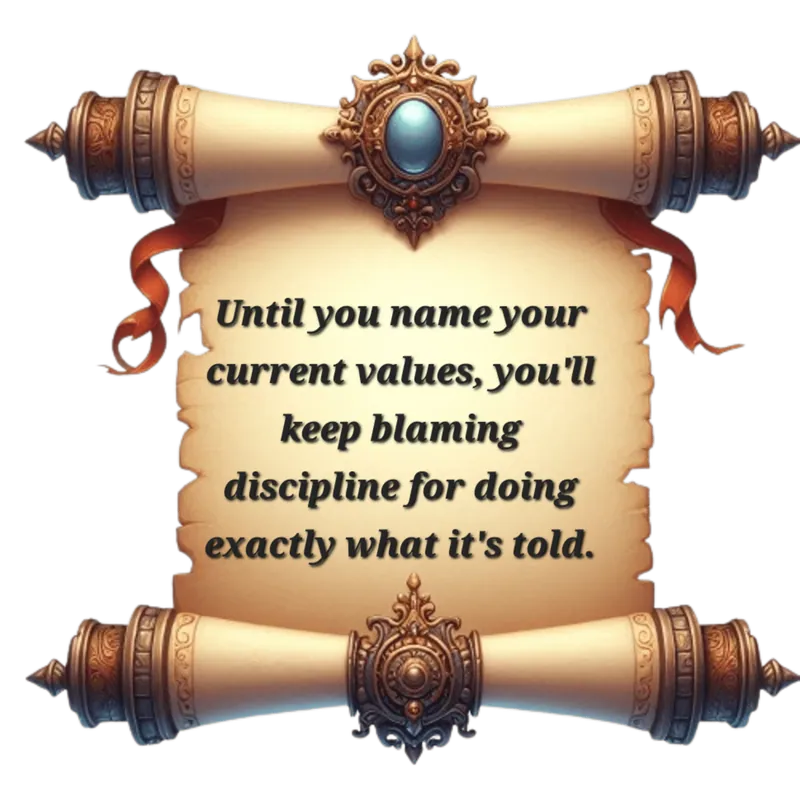 Until you name your
current values, you'll
keep blaming
discipline for doing
exactly what it's told.